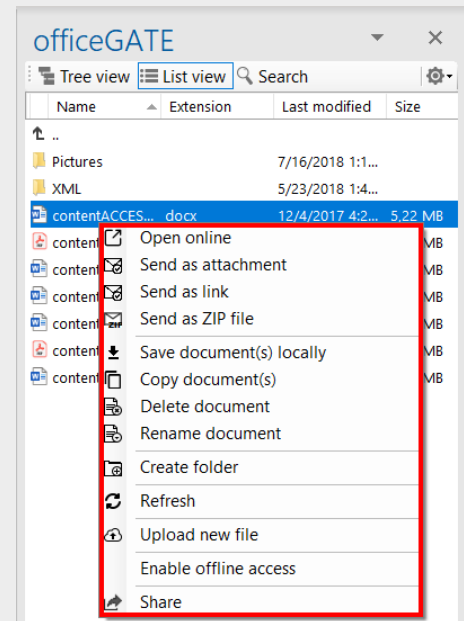 officeGATE
Tree view List view Search
Name Extension Last modified Size
..
Pictures 7/16/2018 1:1...
XML 5/23/2018 1:4...
contentACCES... docx 12/4/2017 4:2... 5,22 MB
content MB
Open online
Send as attachment
content MB
Send as link
content MB
Send as ZIP file
ZIP
content MB
Save document(s) locally
content MB
Copy document(s)
content MB
Delete document
Rename document
Create folder
Refresh
Upload new file
Enable offline access
Share